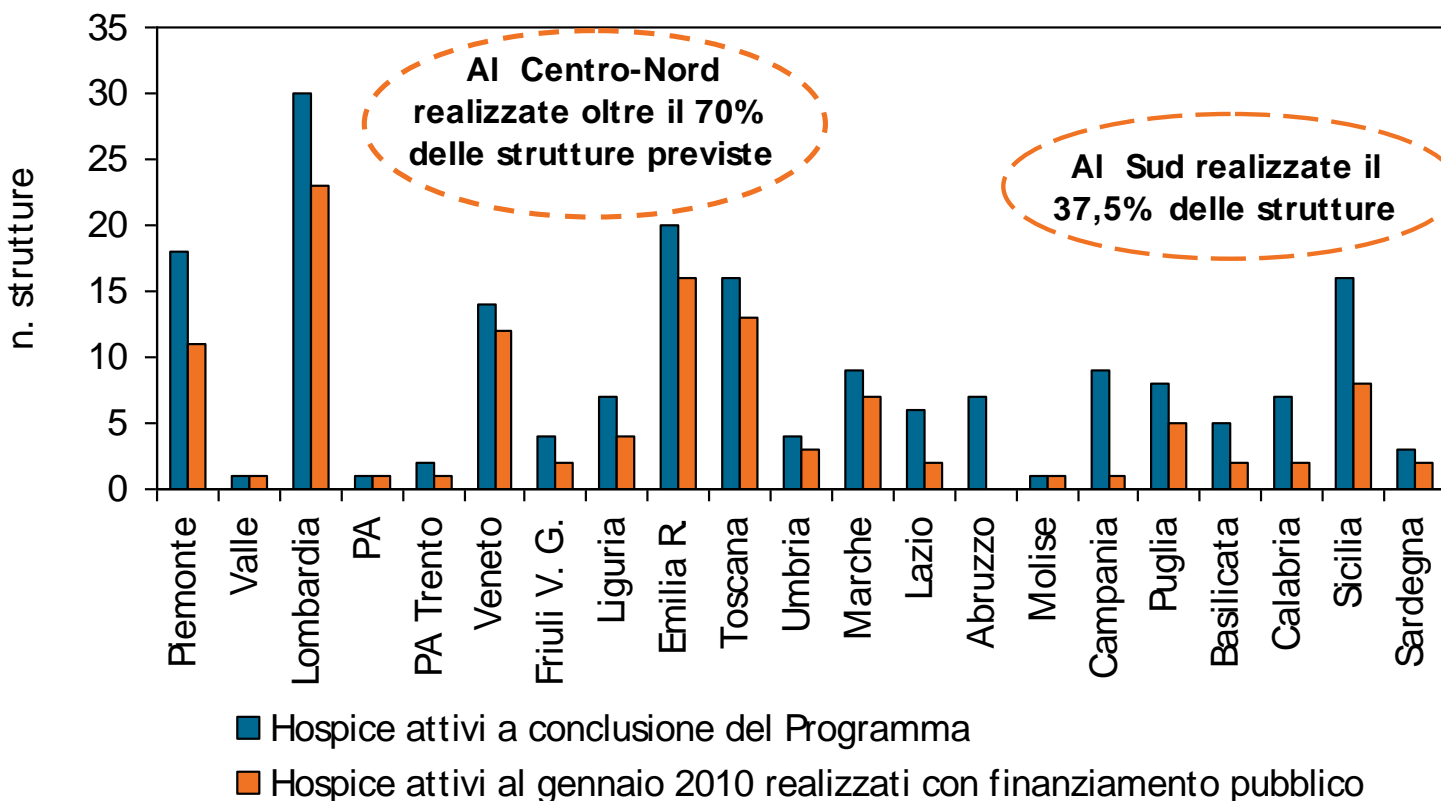 35
30
25
20
15
10
5
0
n. strutture
Al Centro-Nord
realizzate oltre il 70%
delle strutture previste
Al Sud realizzate il
37,5% delle strutture
Piemonte
Valle
Lombardia
PA
PA Trento
Veneto
Friuli V. G.
Liguria
Emilia R.
Toscana
Umbria
Marche
Lazio
Abruzzo
Molise
Campania
Puglia
Basilicata
Calabria
Sicilia
Sardegna
Hospice attivi a conclusione del Programma
Hospice attivi al gennaio 2010 realizzati con finanziamento pubblico